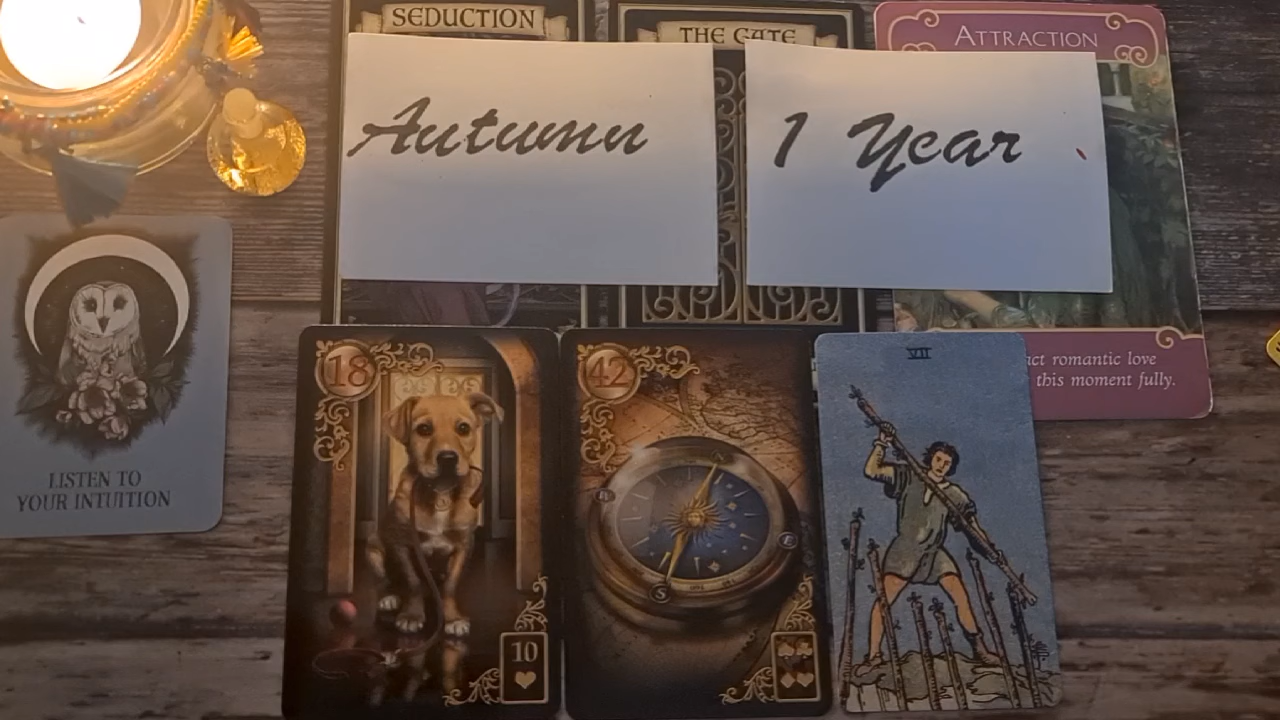 SEDUCTION
THE GATE
ATTRACTION
Autumn
1 Year
romantic love
this moment fully.
LISTEN TO
YOUR INTUITION
18
10
42
N
E
S
VII